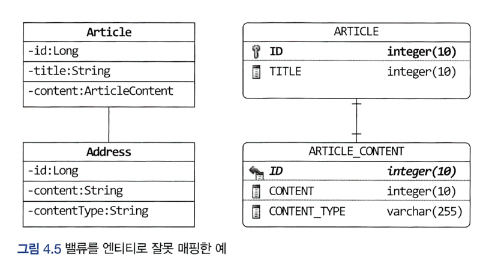 Article
-id:Long
-title:String
-content:ArticleContent
Address
-id:Long
-content:String
-contentType:String
ARTICLE
ID integer(10)
TITLE integer(10)
ARTICLE_CONTENT
ID integer(10)
CONTENT integer(10)
CONTENT_TYPE varchar(255)
그림 4.5 밸류를 엔티티로 잘못 매핑한 예